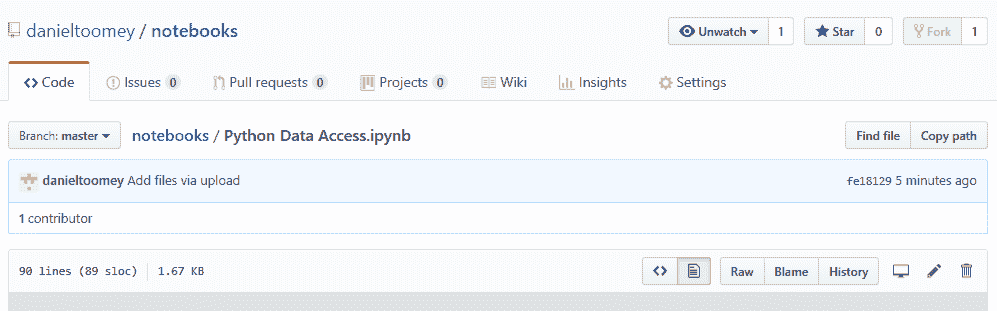 danieltoomey / notebooks Unwatch 1 Star 0 Fork 1
Code Issues 0 Pull requests 0 Projects 0 Wiki Insights Settings
Branch: master notebooks / Python Data Access.ipynb Find file Copy path
danieltoomey Add files via upload fe18129 5 minutes ago
1 contributor
90 lines (89 sloc) 1.67 KB <> Raw Blame History